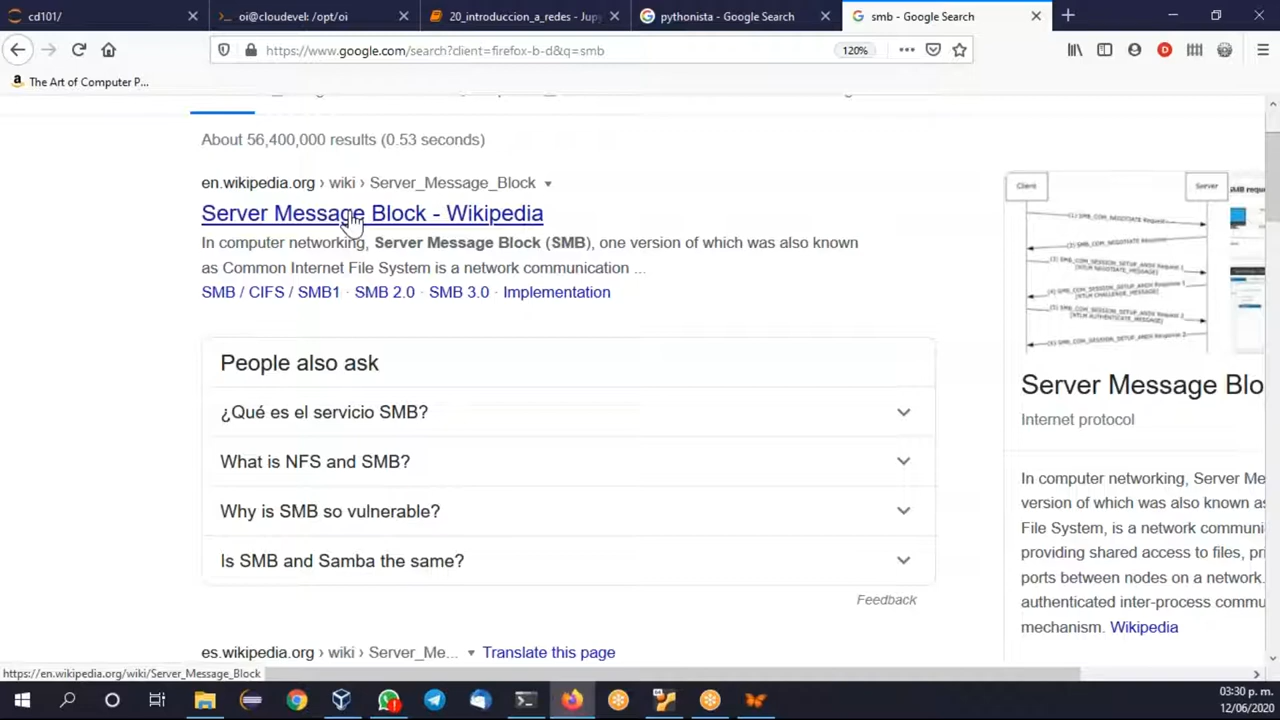 cd101/
oi@cloudevel: /opt/oi
20_introduccion_a_redes - Jup
pythonista - Google Search
smb - Google Search
https://www.google.com/search?client=firefox-b-d&q=smb
120%
The Art of Computer P...
About 56,400,000 results (0.53 seconds)
en.wikipedia.org › wiki › Server_Message_Block
Server Message Block - Wikipedia
In computer networking, Server Message Block (SMB), one version of which was also known
as Common Internet File System is a network communication ...
SMB / CIFS / SMB1 · SMB 2.0 · SMB 3.0 · Implementation
People also ask
¿Qué es el servicio SMB?
What is NFS and SMB?
Why is SMB so vulnerable?
Is SMB and Samba the same?
Feedback
es.wikipedia.org › wiki › Server_Me...
Translate this page
Client
Server
SMB requ
Server Message Blo
Internet protocol
In computer networking, Server Me
version of which was also known as
File System, is a network communi
providing shared access to files, pri
ports between nodes on a network.
authenticated inter-process commu
mechanism. Wikipedia
https://en.wikipedia.org/wiki/Server_Message_Block
03:30 p. m.
12/06/2020